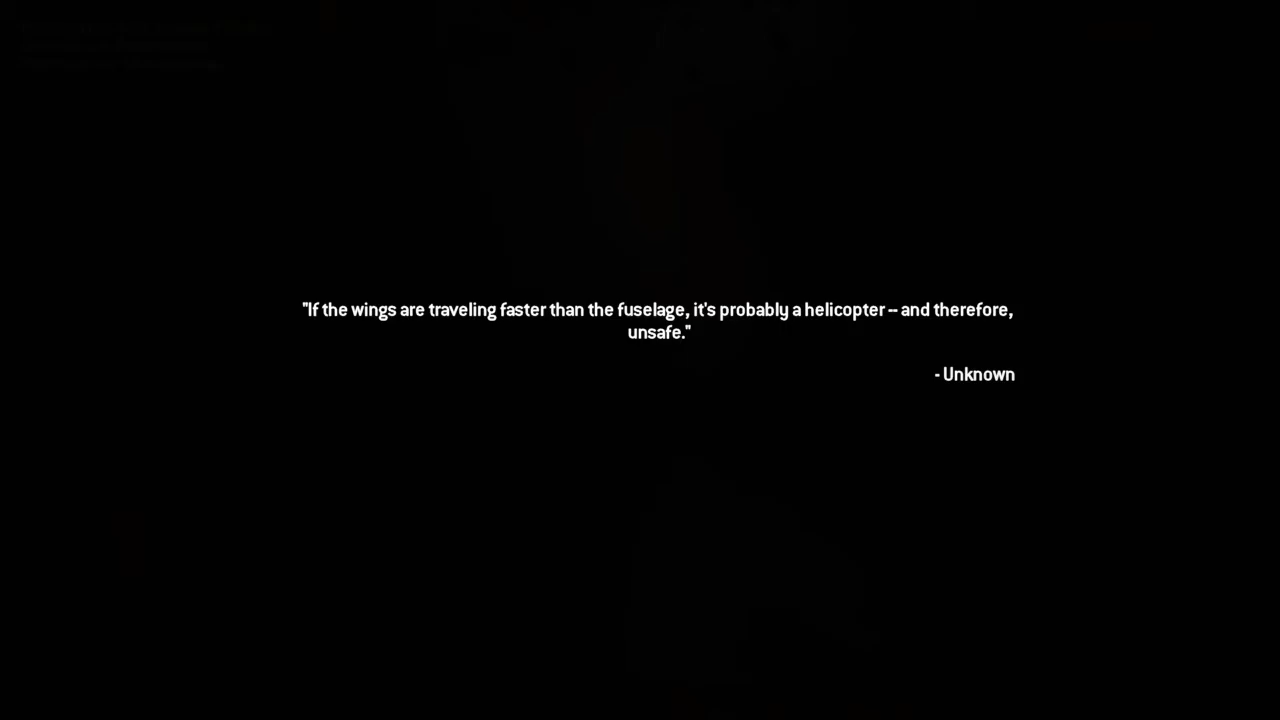 "If the wings are traveling faster than the fuselage, it's probably a helicopter -- and therefore,
unsafe."
- Unknown